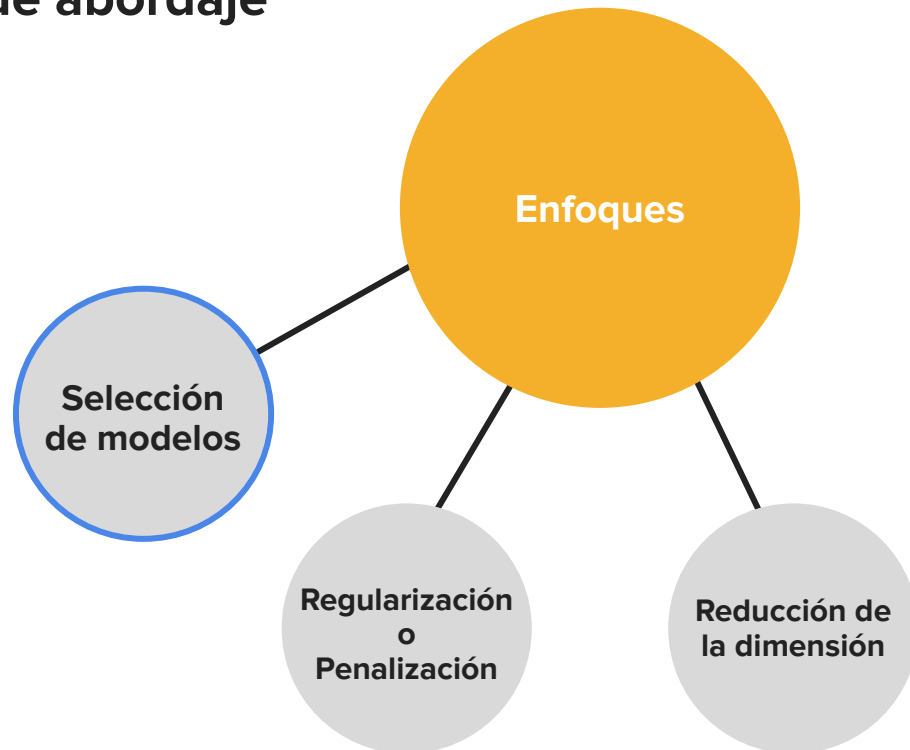 de abordaje
Enfoques
Selección
de modelos
Regularización
o
Penalización
Reducción de
la dimensión